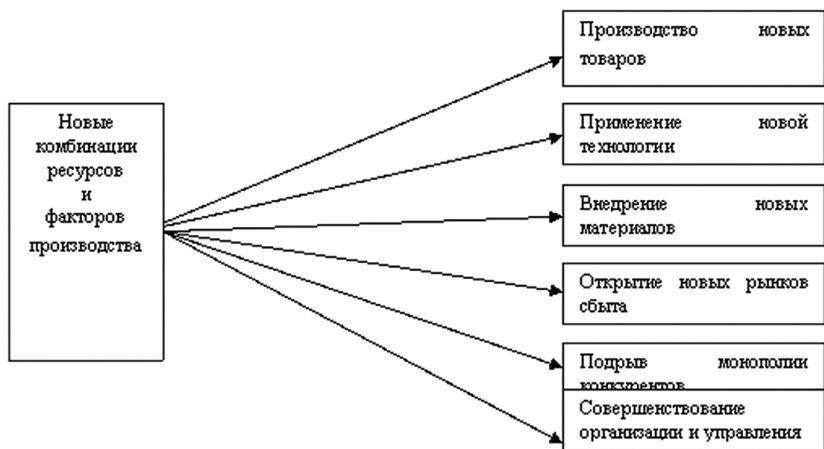 Новые
комбинации
ресурсов
и
факторов
производства
Производство новых
товаров
Применение новой
технологии
Внедрение новых
материалов
Открытие новых рынков
сбыта
Подрыв монополии
конкурентов
Совершенствование
организации и управления